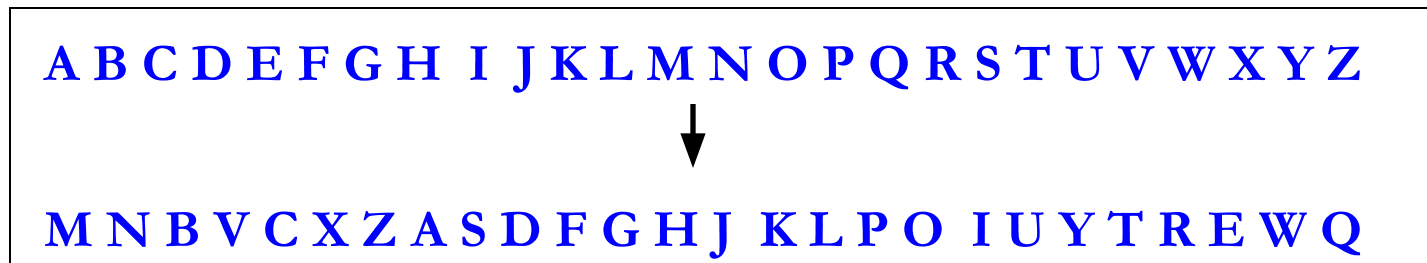 A B C D E F G H I J K L M N O P Q R S T U V W X Y Z
M N B V C X Z A S D F G H J K L P O I U Y T R E W Q